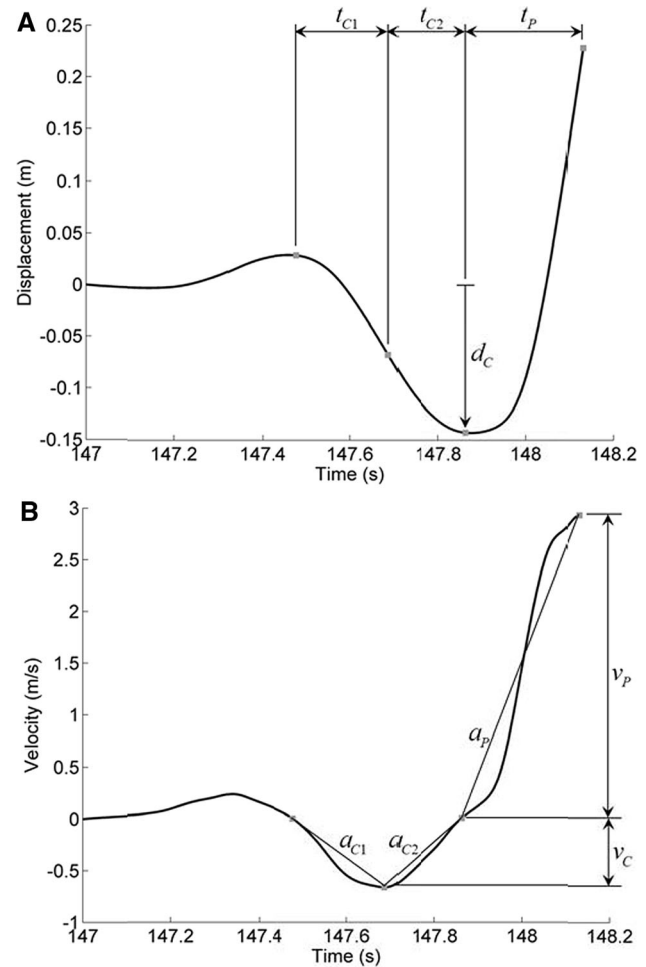 A
t_C1 t_C2 t_P
0.25
0.2
0.15
0.1
0.05
0
-0.05
-0.1
-0.15
Displacement (m)
d_C
147 147.2 147.4 147.6 147.8 148 148.2
Time (s)
B
3
2.5
2
1.5
1
0.5
0
-0.5
-1
Velocity (m/s)
v_P
a_P
a_C1 a_C2
v_C
147 147.2 147.4 147.6 147.8 148 148.2
Time (s)